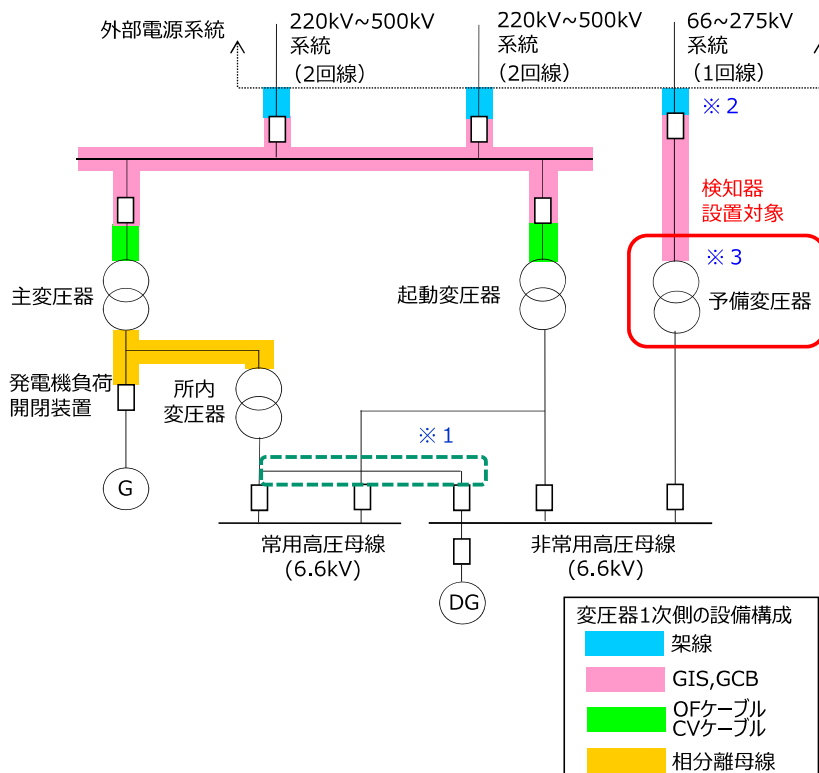 外部電源系統
220kV~500kV
系統
(2回線)
220kV~500kV
系統
(2回線)
66~275kV
系統
(1回線)
※2
検知器
設置対象
※3
主変圧器
起動変圧器
予備変圧器
発電機負荷
開閉装置
所内
変圧器
※1
G
常用高圧母線
(6.6kV)
非常用高圧母線
(6.6kV)
DG
変圧器1次側の設備構成
架線
GIS,GCB
OFケーブル
CVケーブル
相分離母線